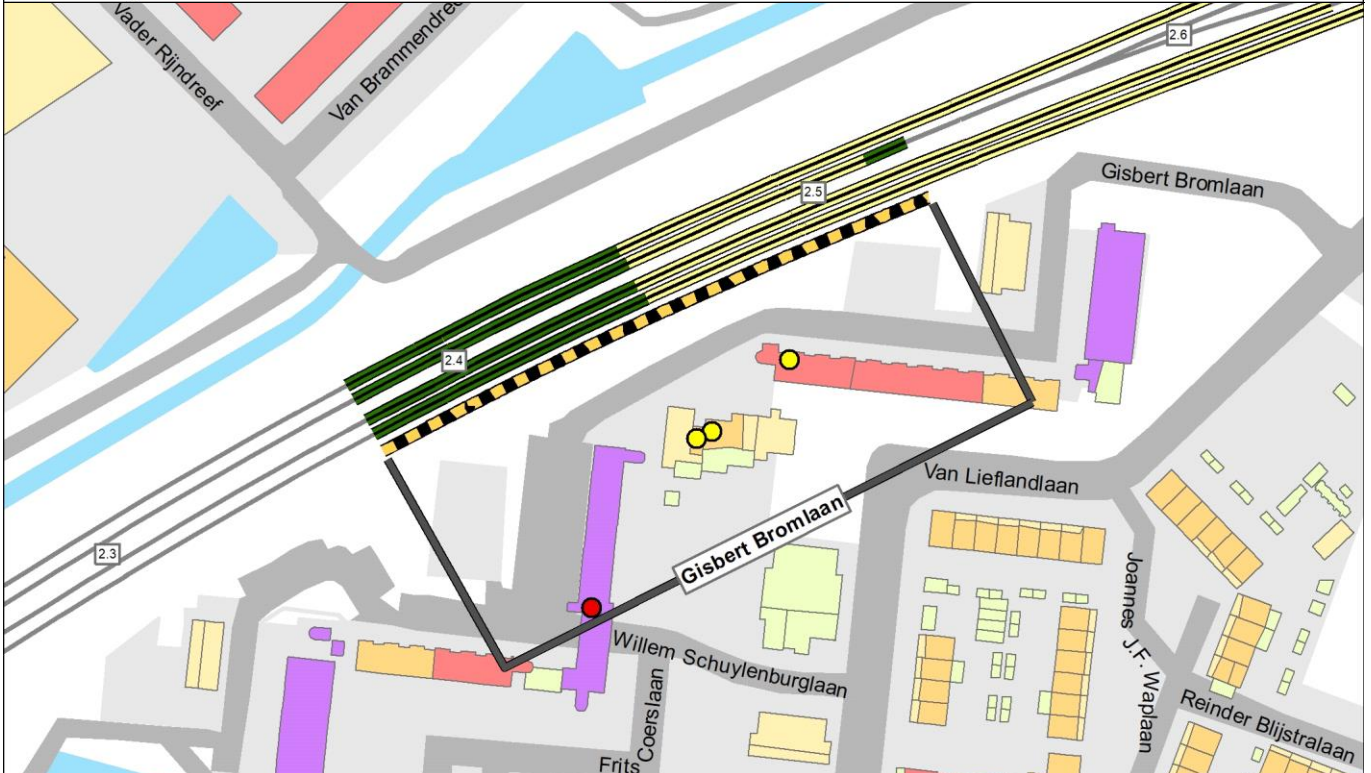 Vader Rijndreef
Van Brammendree
2.6
2.5
Gisbert Bromlaan
2.4
2.3
Van Lieflandlaan
Gisbert Bromlaan
Willem Schuylenburglaan
Joannes J.F. Waplaan
Frits Coerslaan
Reinder Blijstralaan